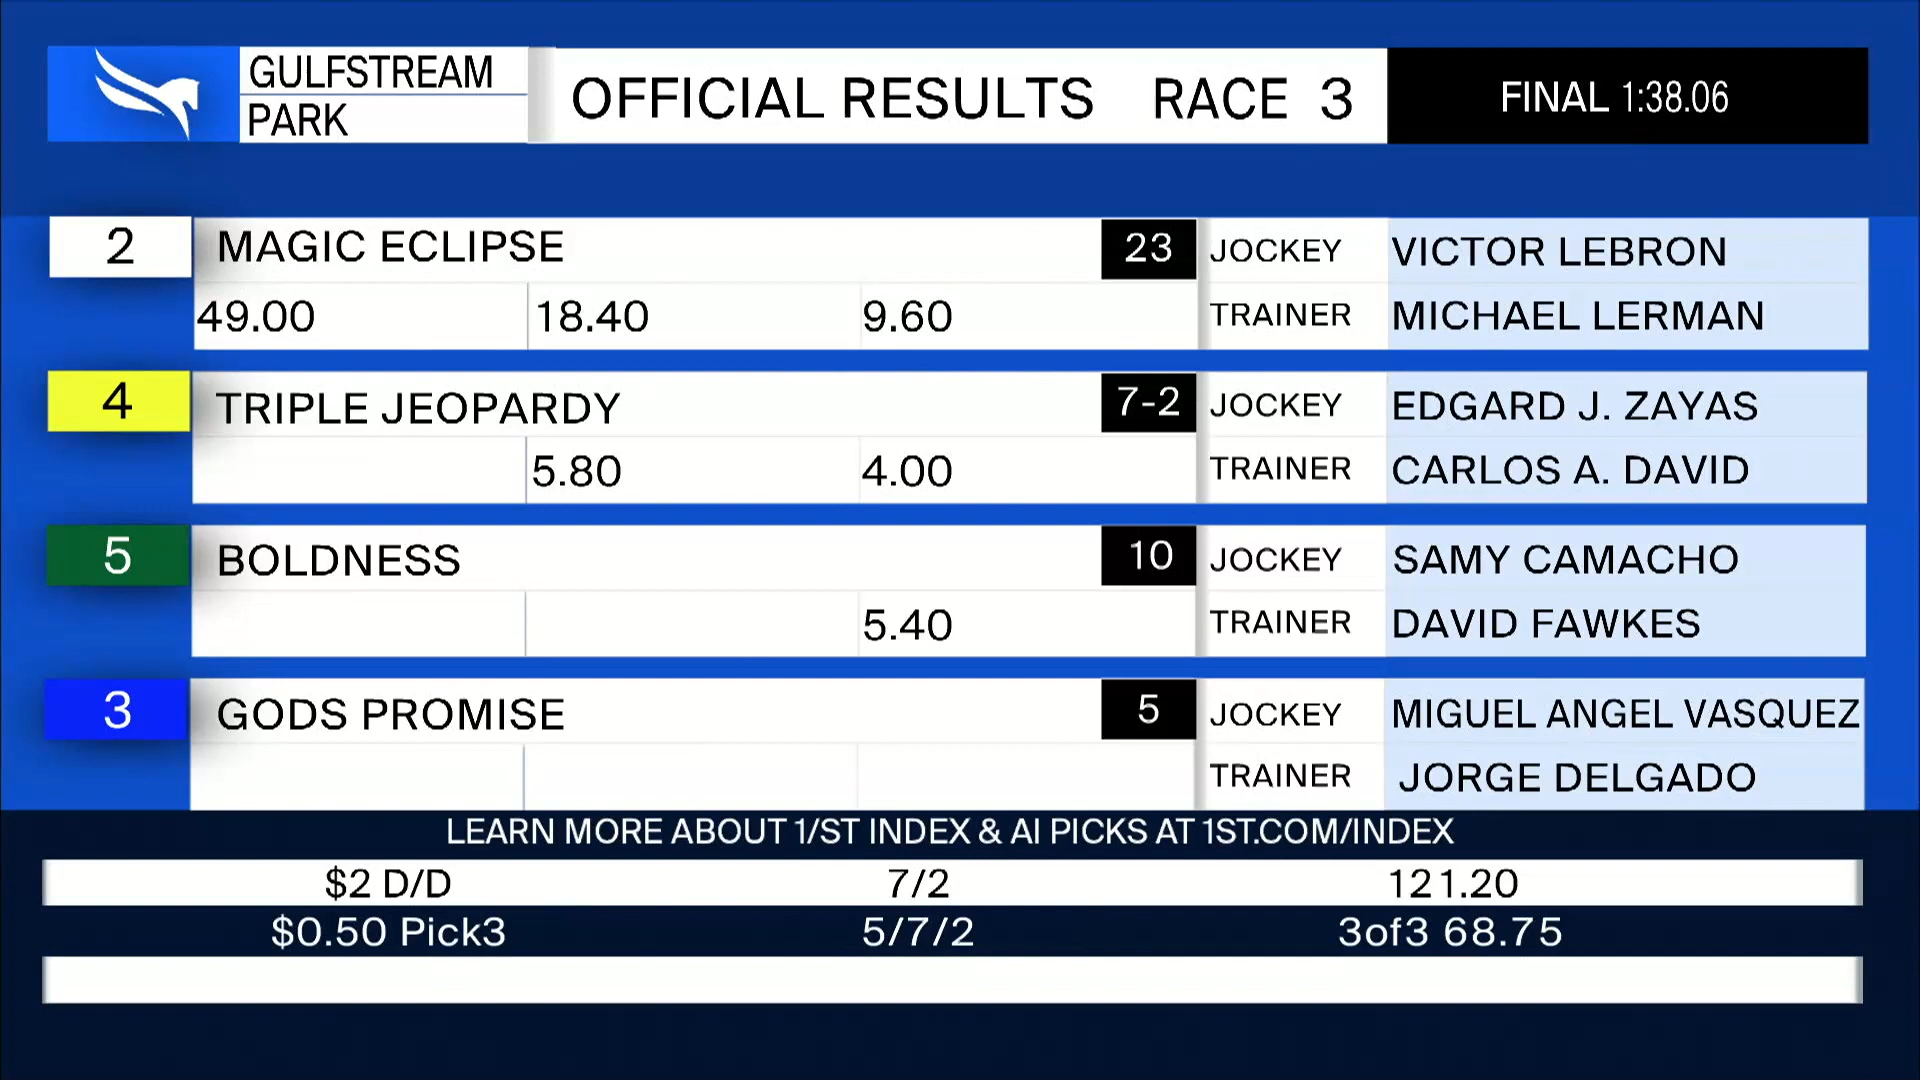 GULFSTREAM
PARK
OFFICIAL RESULTS RACE 3
FINAL 1:38.06
2 MAGIC ECLIPSE 23 JOCKEY VICTOR LEBRON
49.00 18.40 9.60 TRAINER MICHAEL LERMAN
4 TRIPLE JEOPARDY 7-2 JOCKEY EDGARD J. ZAYAS
5.80 4.00 TRAINER CARLOS A. DAVID
5 BOLDNESS 10 JOCKEY SAMY CAMACHO
5.40 TRAINER DAVID FAWKES
3 GODS PROMISE 5 JOCKEY MIGUEL ANGEL VASQUEZ
TRAINER JORGE DELGADO
LEARN MORE ABOUT 1/ST INDEX & AI PICKS AT 1ST.COM/INDEX
$2 D/D 7/2 121.20
$0.50 Pick3 5/7/2 3of3 68.75